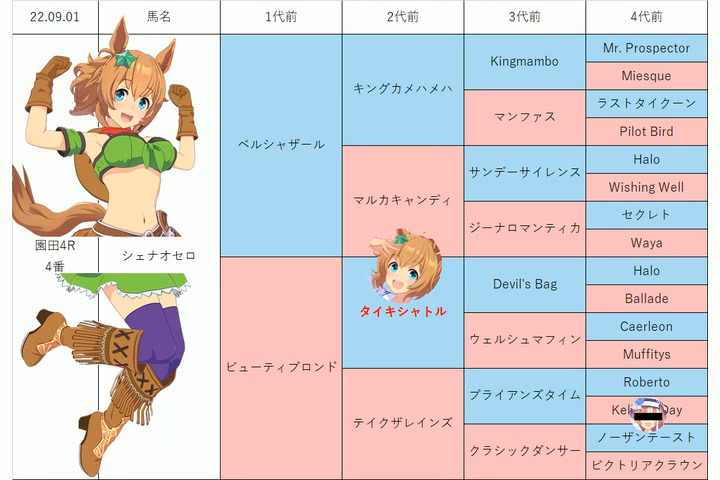 22.09.01
馬名
1代前
2代前
3代前
4代前
園田4R
4番
シェナオセロ
ベルシャザール
ビューティブロンド
キングカメハメハ
マルカキャンディ
タイキシャトル
テイクザレインズ
Kingmambo
マンファス
サンデーサイレンス
ジーナロマンティカ
Devil's Bag
ウェルシュマフィン
ブライアンズタイム
クラシックダンサー
Mr. Prospector
Miesque
ラストタイクーン
Pilot Bird
Halo
Wishing Well
セクレト
Waya
Halo
Ballade
Caerleon
Muffitys
Roberto
Day
ノーザンテースト
ビクトリアクラウン